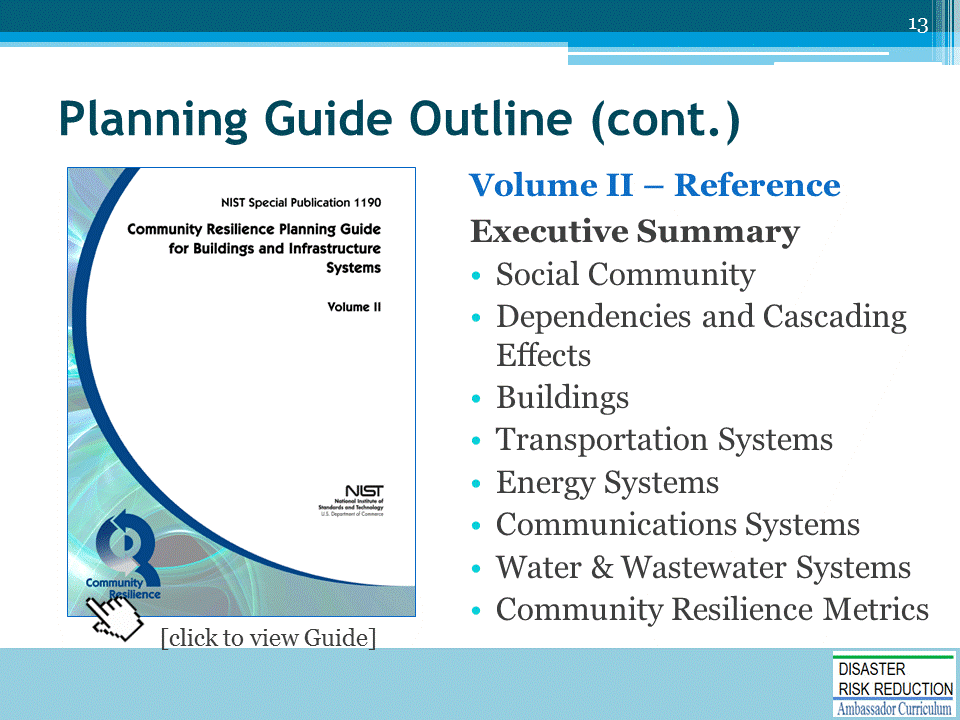 13
Planning Guide Outline (cont.)
NIST Special Publication 1190
Community Resilience Planning Guide
for Buildings and Infrastructure
Systems
Volume II
NIST
National Institute of
Standards and Technology
U.S. Department of Commerce
Community
Resilience
[click to view Guide]
Volume II – Reference
Executive Summary
• Social Community
• Dependencies and Cascading
Effects
• Buildings
• Transportation Systems
• Energy Systems
• Communications Systems
• Water & Wastewater Systems
• Community Resilience Metrics
DISASTER
RISK REDUCTION
Ambassador Curriculum